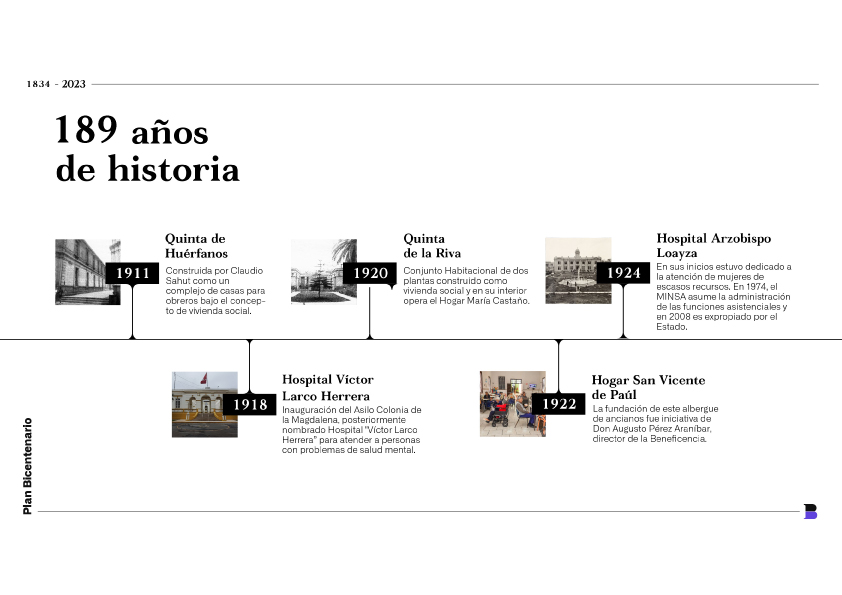 1834 - 2023
189 años
de historia
1911
Quinta de
Huérfanos
Construida por Claudio
Sahut como un
complejo de casas para
obreros bajo el concep-
to de vivienda social.
1920
Quinta
de la Riva
Conjunto Habitacional de dos
plantas construido como
vivienda social y en su interior
opera el Hogar María Castaño.
1924
Hospital Arzobispo
Loayza
En sus inicios estuvo dedicado a
la atención de mujeres de
escasos recursos. En 1974, el
MINSA asume la administración
de las funciones asistenciales y
en 2008 es expropiado por el
Estado.
1918
Hospital Víctor
Larco Herrera
Inauguración del Asilo Colonia de
la Magdalena, posteriormente
nombrado Hospital "Víctor Larco
Herrera" para atender a personas
con problemas de salud mental.
1922
Hogar San Vicente
de Paúl
La fundación de este albergue
de ancianos fue iniciativa de
Don Augusto Pérez Araníbar,
director de la Beneficencia.
Plan Bicentenario
B